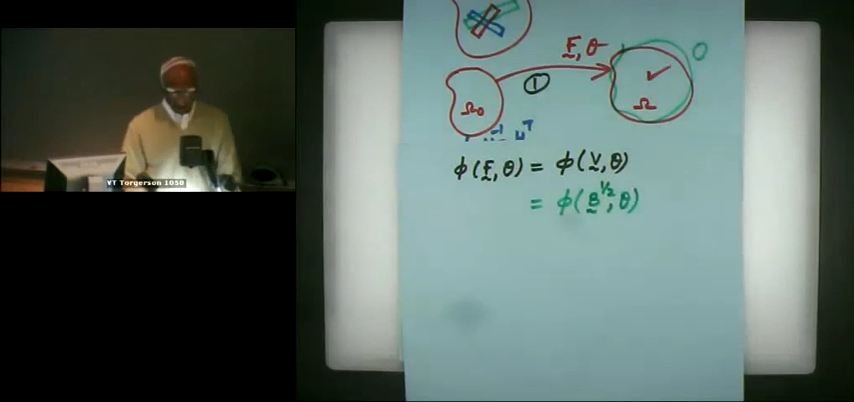 F, θ
①
Ω₀
Ω
φ(F, θ) = φ(V, θ)
= φ(B^{1/2}, θ)
VT Torgerson 1050